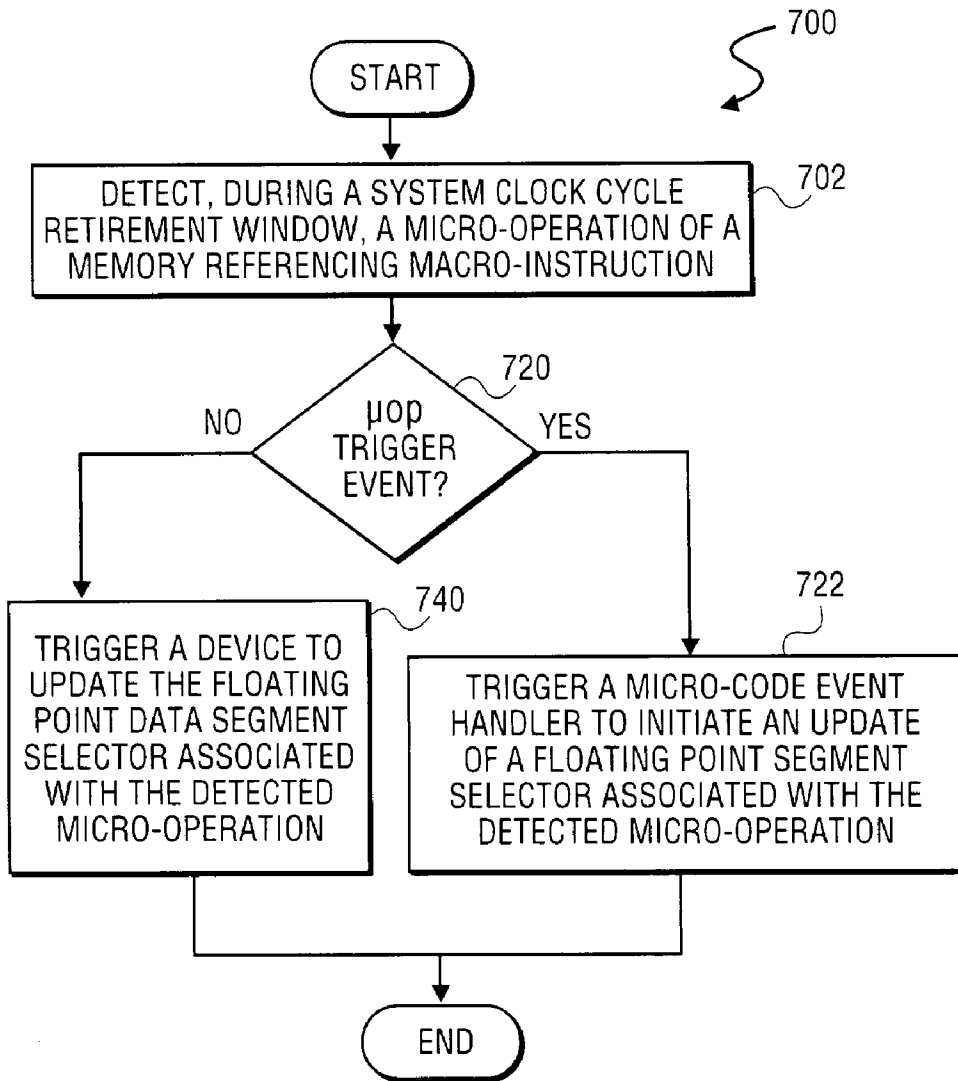 700
START
702
DETECT, DURING A SYSTEM CLOCK CYCLE
RETIREMENT WINDOW, A MICRO-OPERATION OF A
MEMORY REFERENCING MACRO-INSTRUCTION
720
NO
µop
TRIGGER
EVENT?
YES
740
TRIGGER A DEVICE TO
UPDATE THE FLOATING
POINT DATA SEGMENT
SELECTOR ASSOCIATED
WITH THE DETECTED
MICRO-OPERATION
722
TRIGGER A MICRO-CODE EVENT
HANDLER TO INITIATE AN UPDATE
OF A FLOATING POINT SEGMENT
SELECTOR ASSOCIATED WITH THE
DETECTED MICRO-OPERATION
END